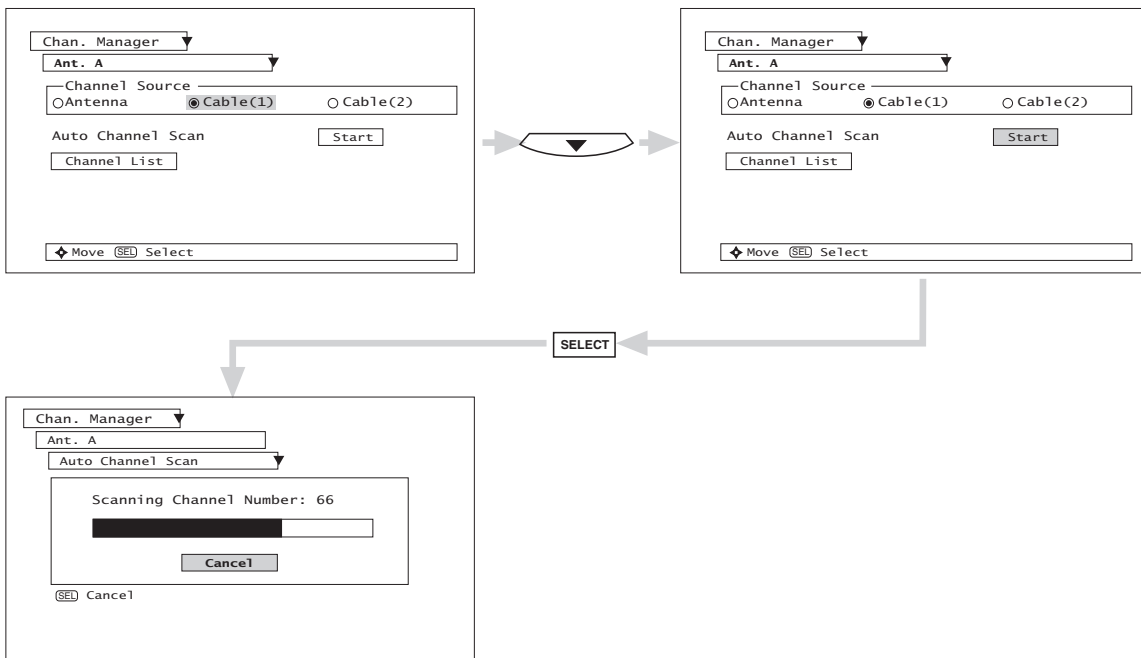 Chan. Manager
Ant. A
Channel Source
Antenna Cable(1) Cable(2)
Auto Channel Scan Start
Channel List
Move SEL Select
Chan. Manager
Ant. A
Channel Source
Antenna Cable(1) Cable(2)
Auto Channel Scan Start
Channel List
Move SEL Select
SELECT
Chan. Manager
Ant. A
Auto Channel Scan
Scanning Channel Number: 66
Cancel
SEL Cancel